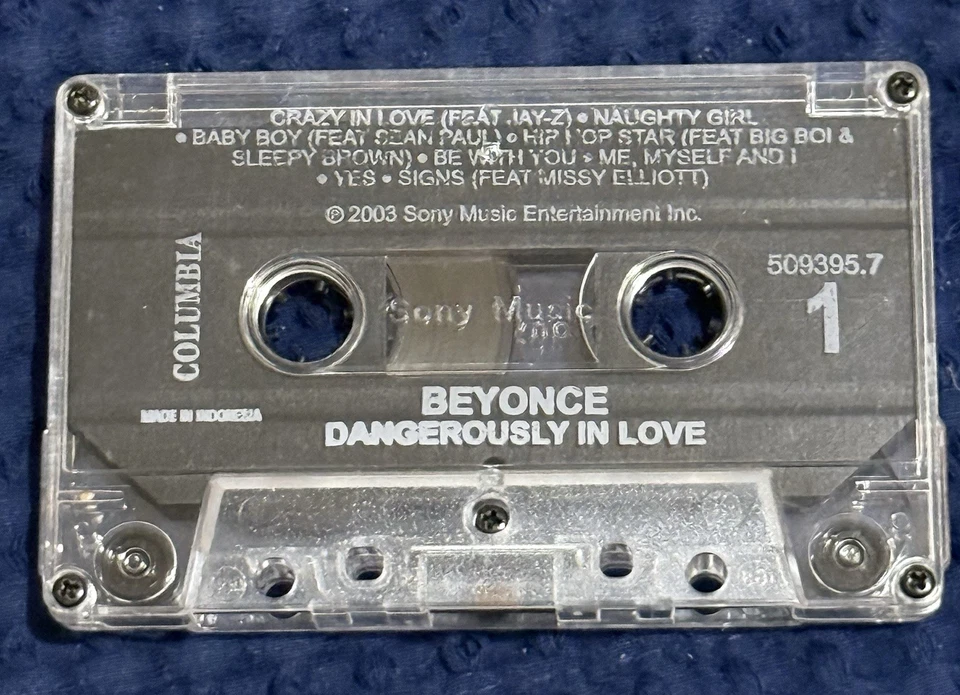 CRAZY IN LOVE (FEAT JAY-Z) • NAUGHTY GIRL
• BABY BOY (FEAT SEAN PAUL) • HIP HOP STAR (FEAT BIG BOI &
SLEEPY BROWN) • BE WITH YOU • ME, MYSELF AND I
• YES • SIGNS (FEAT MISSY ELLIOTT)
℗ 2003 Sony Music Entertainment Inc.
COLUMBIA
509395.7
1
Sony Music
MADE IN INDONESIA
BEYONCE
DANGEROUSLY IN LOVE